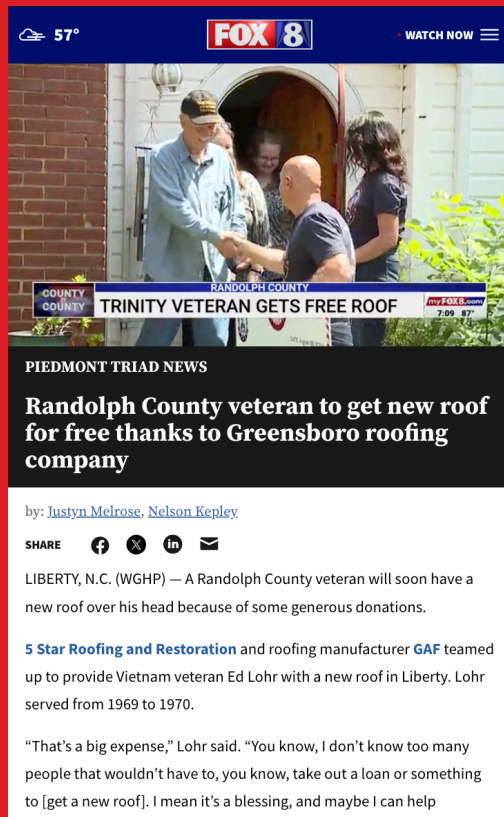 57°
FOX 8
WATCH NOW
RANDOLPH COUNTY
COUNTY
TO
COUNTY
TRINITY VETERAN GETS FREE ROOF
myFOX8.com
7:09 87°
PIEDMONT TRIAD NEWS
Randolph County veteran to get new roof
for free thanks to Greensboro roofing
company
by: Justyn Melrose, Nelson Kepley
SHARE
LIBERTY, N.C. (WGHP) — A Randolph County veteran will soon have a
new roof over his head because of some generous donations.
5 Star Roofing and Restoration and roofing manufacturer GAF teamed
up to provide Vietnam veteran Ed Lohr with a new roof in Liberty. Lohr
served from 1969 to 1970.
“That’s a big expense,” Lohr said. “You know, I don’t know too many
people that wouldn’t have to, you know, take out a loan or something
to [get a new roof]. I mean it’s a blessing, and maybe I can help